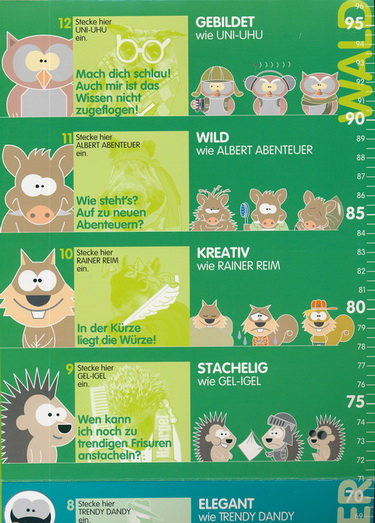 96
12 Stecke hier
UNI-UHU
ein.
Mach dich schlau!
Auch mir ist das
Wissen nicht
zugeflogen!
GEBILDET
wie UNI-UHU
95
94
93
92
91
90
WALD
11 Stecke hier
ALBERT ABENTEUER
ein.
Wie steht's?
Auf zu neuen
Abenteuern?
WILD
wie ALBERT ABENTEUER
89
88
87
86
85
84
83
10 Stecke hier
RAINER REIM
ein.
In der Kürze
liegt die Würze!
KREATIV
wie RAINER REIM
82
81
80
79
78
77
9 Stecke hier
GEL-IGEL
ein.
Wen kann
ich noch zu
trendigen Frisuren
anstacheln?
STACHELIG
wie GEL-IGEL
76
75
74
73
72
71
8 Stecke hier
TRENDY DANDY
ein.
ELEGANT
wie TRENDY DANDY
70
69
ER